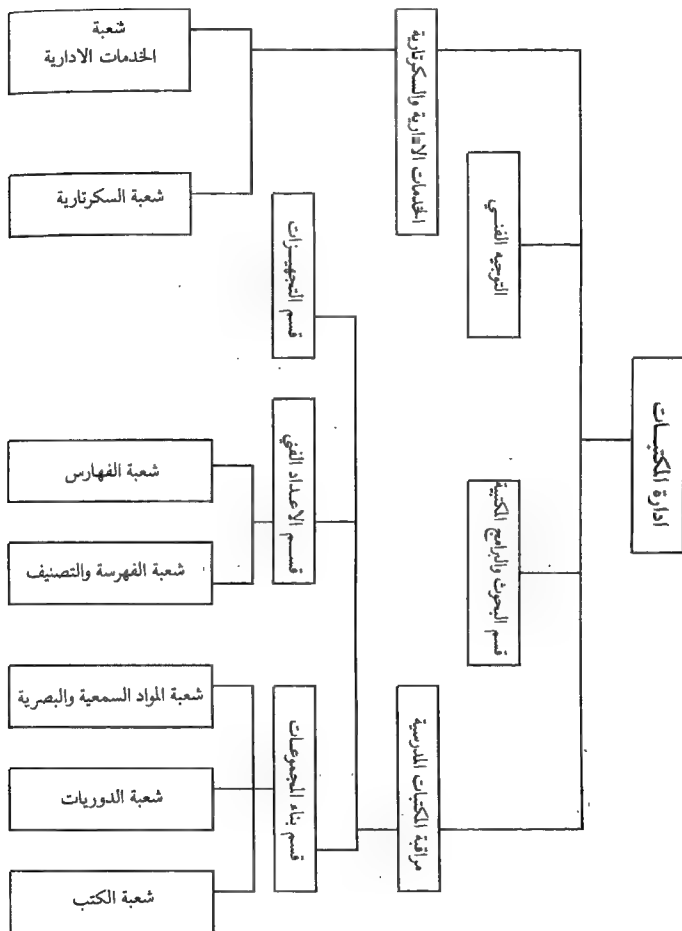 ادارة المكتبات
مراقبة المكتبات المدرسية
قسم البحوث والبرامج المكتبية
التوجيه الفني
الخدمات الادارية والسكرتارية
قسم بناء المجموعات
قسم الاعداد الفني
قسم التجهيزات
شعبة
الخدمات الادارية
شعبة السكرتارية
شعبة الفهارس
شعبة الفهرسة والتصنيف
شعبة المواد السمعية والبصرية
شعبة الدوريات
شعبة الكتب